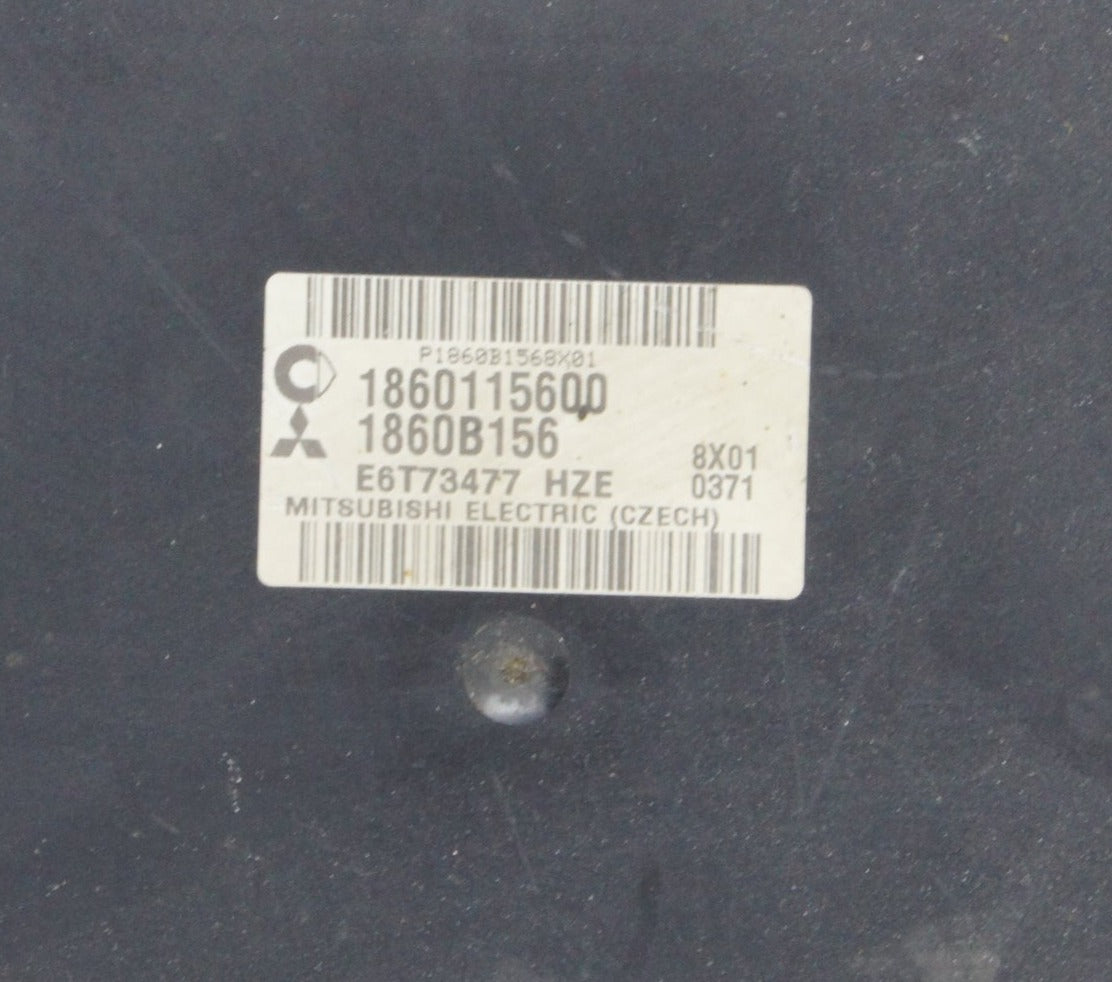 P1860B1568X01
1860115600
1860B156
8X01
E6T73477 HZE 0371
MITSUBISHI ELECTRIC (CZECH)